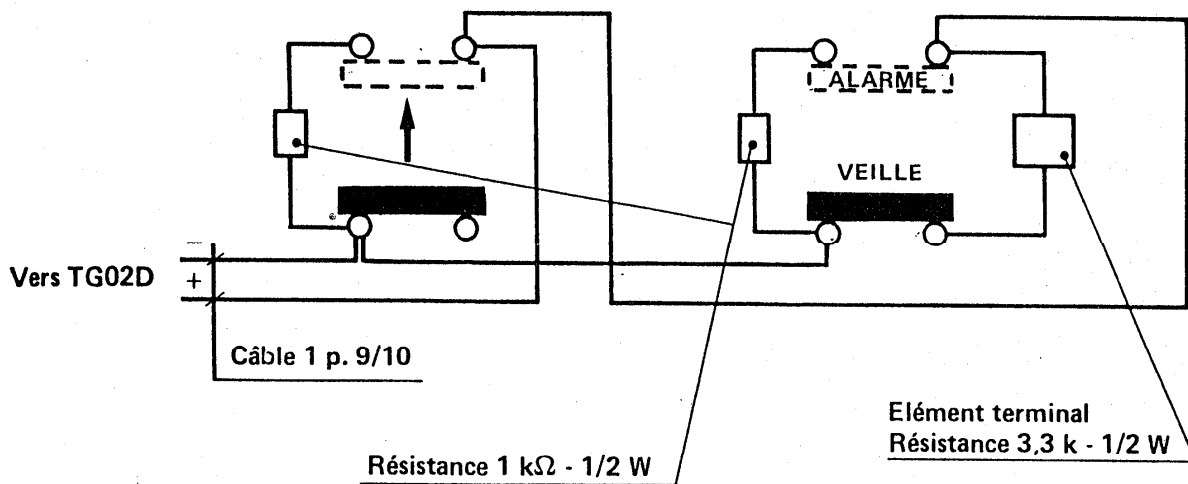 ALARME
VEILLE
−
Vers TG02D
+
Câble 1 p. 9/10
Elément terminal
Résistance 3,3 k - 1/2 W
Résistance 1 kΩ - 1/2 W